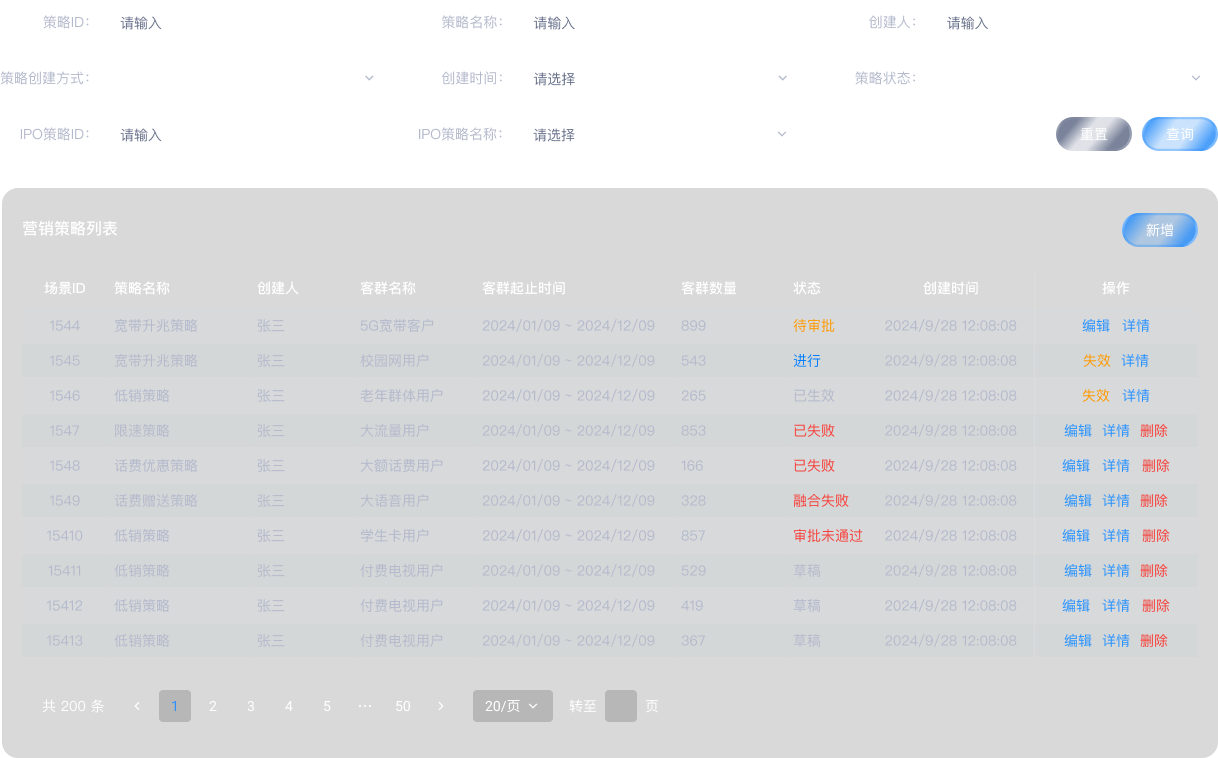 策略ID： 请输入 策略名称： 请输入 创建人： 请输入
策略创建方式： 创建时间： 请选择 策略状态：
IPO策略ID： 请输入 IPO策略名称： 请选择 重置 查询
营销策略列表 新增
场景ID 策略名称 创建人 客群名称 客群起止时间 客群数量 状态 创建时间 操作
1544 宽带升兆策略 张三 5G宽带客户 2024/01/09 ~ 2024/12/09 899 待审批 2024/9/28 12:08:08 编辑 详情
1545 宽带升兆策略 张三 校园网用户 2024/01/09 ~ 2024/12/09 543 进行 2024/9/28 12:08:08 失效 详情
1546 低销策略 张三 老年群体用户 2024/01/09 ~ 2024/12/09 265 已生效 2024/9/28 12:08:08 失效 详情
1547 限速策略 张三 大流量用户 2024/01/09 ~ 2024/12/09 853 已失败 2024/9/28 12:08:08 编辑 详情 删除
1548 话费优惠策略 张三 大额话费用户 2024/01/09 ~ 2024/12/09 166 已失败 2024/9/28 12:08:08 编辑 详情 删除
1549 话费赠送策略 张三 大语音用户 2024/01/09 ~ 2024/12/09 328 融合失败 2024/9/28 12:08:08 编辑 详情 删除
15410 低销策略 张三 学生卡用户 2024/01/09 ~ 2024/12/09 857 审批未通过 2024/9/28 12:08:08 编辑 详情 删除
15411 低销策略 张三 付费电视用户 2024/01/09 ~ 2024/12/09 529 草稿 2024/9/28 12:08:08 编辑 详情 删除
15412 低销策略 张三 付费电视用户 2024/01/09 ~ 2024/12/09 419 草稿 2024/9/28 12:08:08 编辑 详情 删除
15413 低销策略 张三 付费电视用户 2024/01/09 ~ 2024/12/09 367 草稿 2024/9/28 12:08:08 编辑 详情 删除
共 200 条 1 2 3 4 5 ··· 50 20/页 转至 页